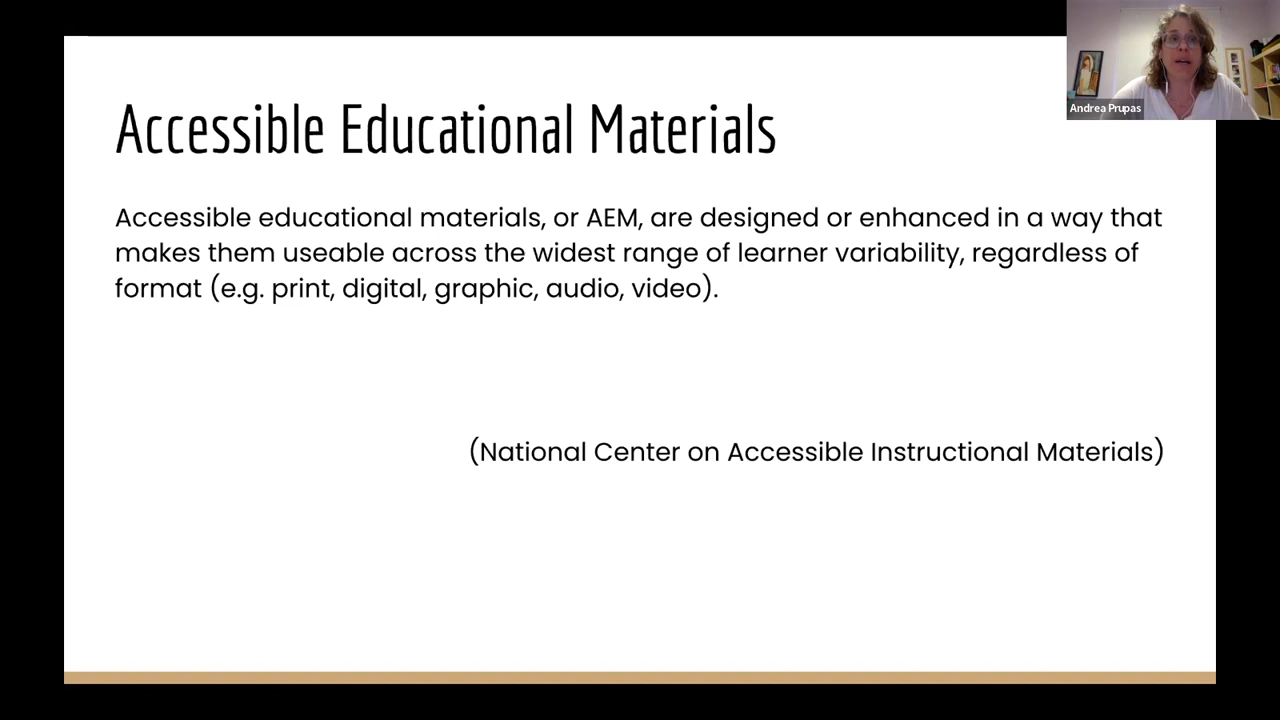 Andrea Prupas
Accessible Educational Materials
Accessible educational materials, or AEM, are designed or enhanced in a way that
makes them useable across the widest range of learner variability, regardless of
format (e.g. print, digital, graphic, audio, video).
(National Center on Accessible Instructional Materials)